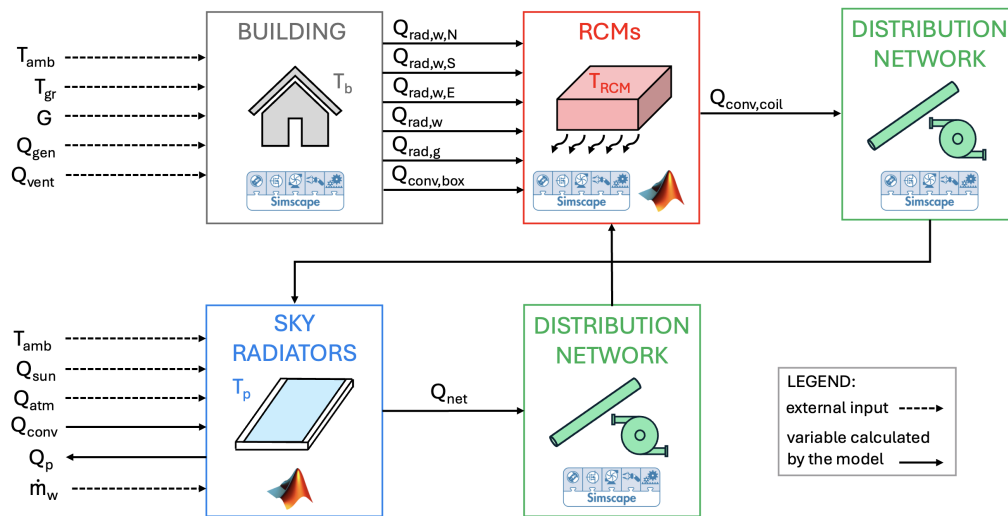 BUILDING
T_b
Simscape
T_amb
T_gr
G
Q_gen
Q_vent
Q_rad,w,N
Q_rad,w,S
Q_rad,w,E
Q_rad,w
Q_rad,g
Q_conv,box
RCMs
T_RCM
Simscape
Q_conv,coil
DISTRIBUTION
NETWORK
Simscape
T_amb
Q_sun
Q_atm
Q_conv
Q_p
ṁ_w
SKY
RADIATORS
T_p
Q_net
DISTRIBUTION
NETWORK
Simscape
LEGEND:
external input
variable calculated
by the model